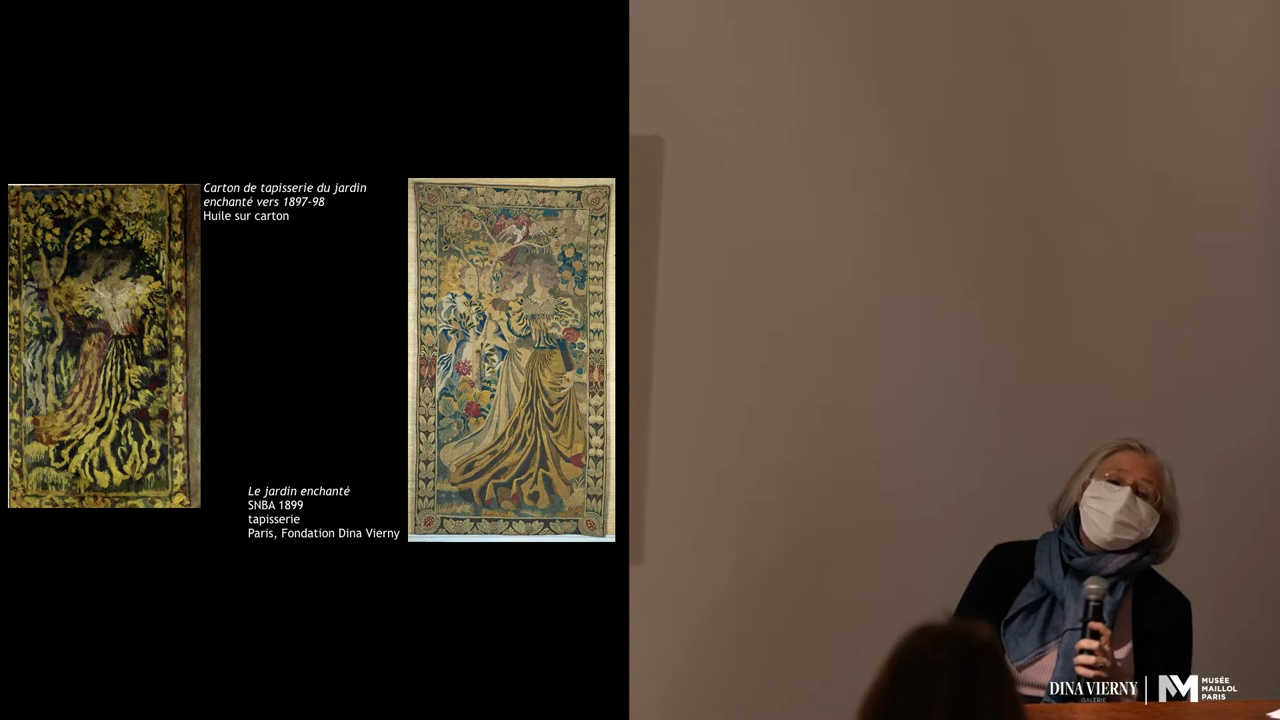 Carton de tapisserie du jardin
enchanté vers 1897-98
Huile sur carton
Le jardin enchanté
SNBA 1899
tapisserie
Paris, Fondation Dina Vierny
DINA VIERNY
GALERIE
MUSÉE
MAILLOL
PARIS